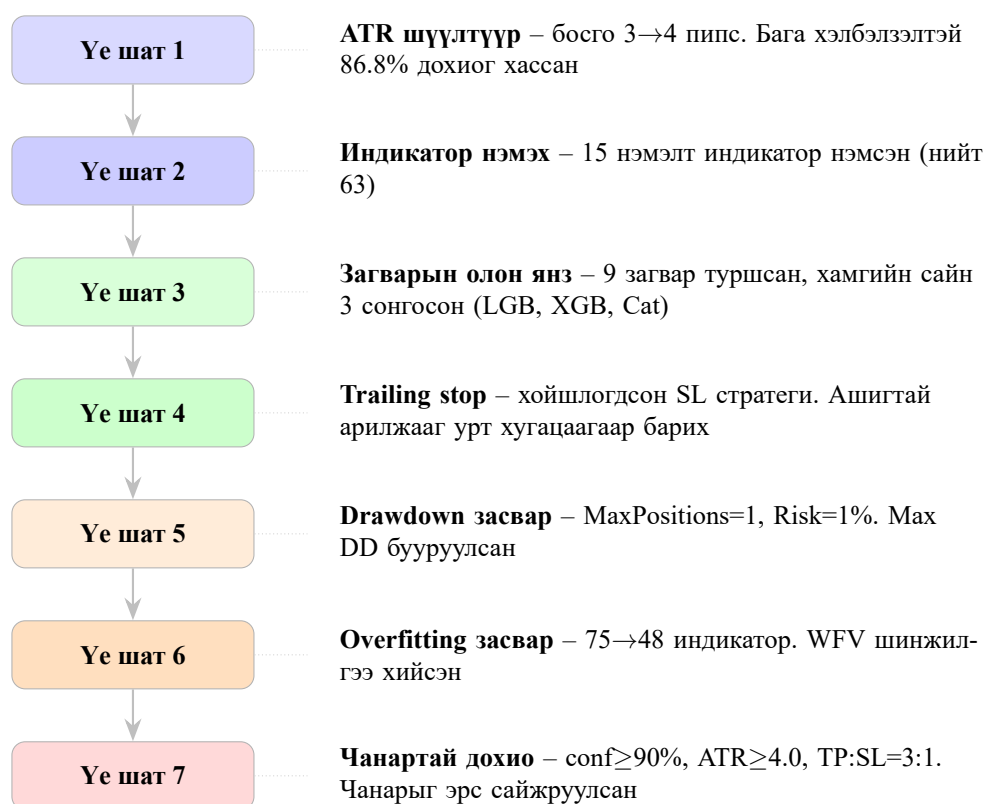 Үе шат 1
ATR шүүлтүүр – босго 3→4 пипс. Бага хэлбэлзэлтэй
86.8% дохиог хассан
Үе шат 2
Индикатор нэмэх – 15 нэмэлт индикатор нэмсэн (нийт
63)
Үе шат 3
Загварын олон янз – 9 загвар туршсан, хамгийн сайн
3 сонгосон (LGB, XGB, Cat)
Үе шат 4
Trailing stop – хойшлогдсон SL стратеги. Ашигтай
арилжааг урт хугацаагаар барих
Үе шат 5
Drawdown засвар – MaxPositions=1, Risk=1%. Max
DD бууруулсан
Үе шат 6
Overfitting засвар – 75→48 индикатор. WFV шинжил-
гээ хийсэн
Үе шат 7
Чанартай дохио – conf≥90%, ATR≥4.0, TP:SL=3:1.
Чанарыг эрс сайжруулсан